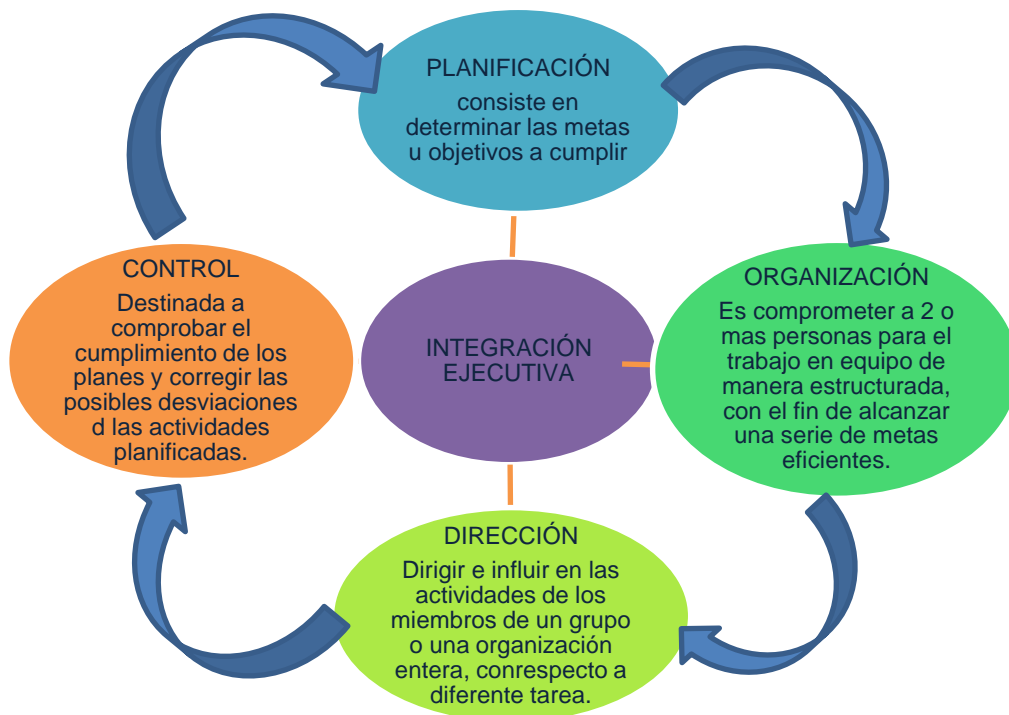 PLANIFICACIÓN
consiste en
determinar las metas
u objetivos a cumplir
ORGANIZACIÓN
Es comprometer a 2 o
mas personas para el
trabajo en equipo de
manera estructurada,
con el fin de alcanzar
una serie de metas
eficientes.
DIRECCIÓN
Dirigir e influir en las
actividades de los
miembros de un grupo
o una organización
entera, conrespecto a
diferente tarea.
CONTROL
Destinada a
comprobar el
cumplimiento de los
planes y corregir las
posibles desviaciones
d las actividades
planificadas.
INTEGRACIÓN
EJECUTIVA